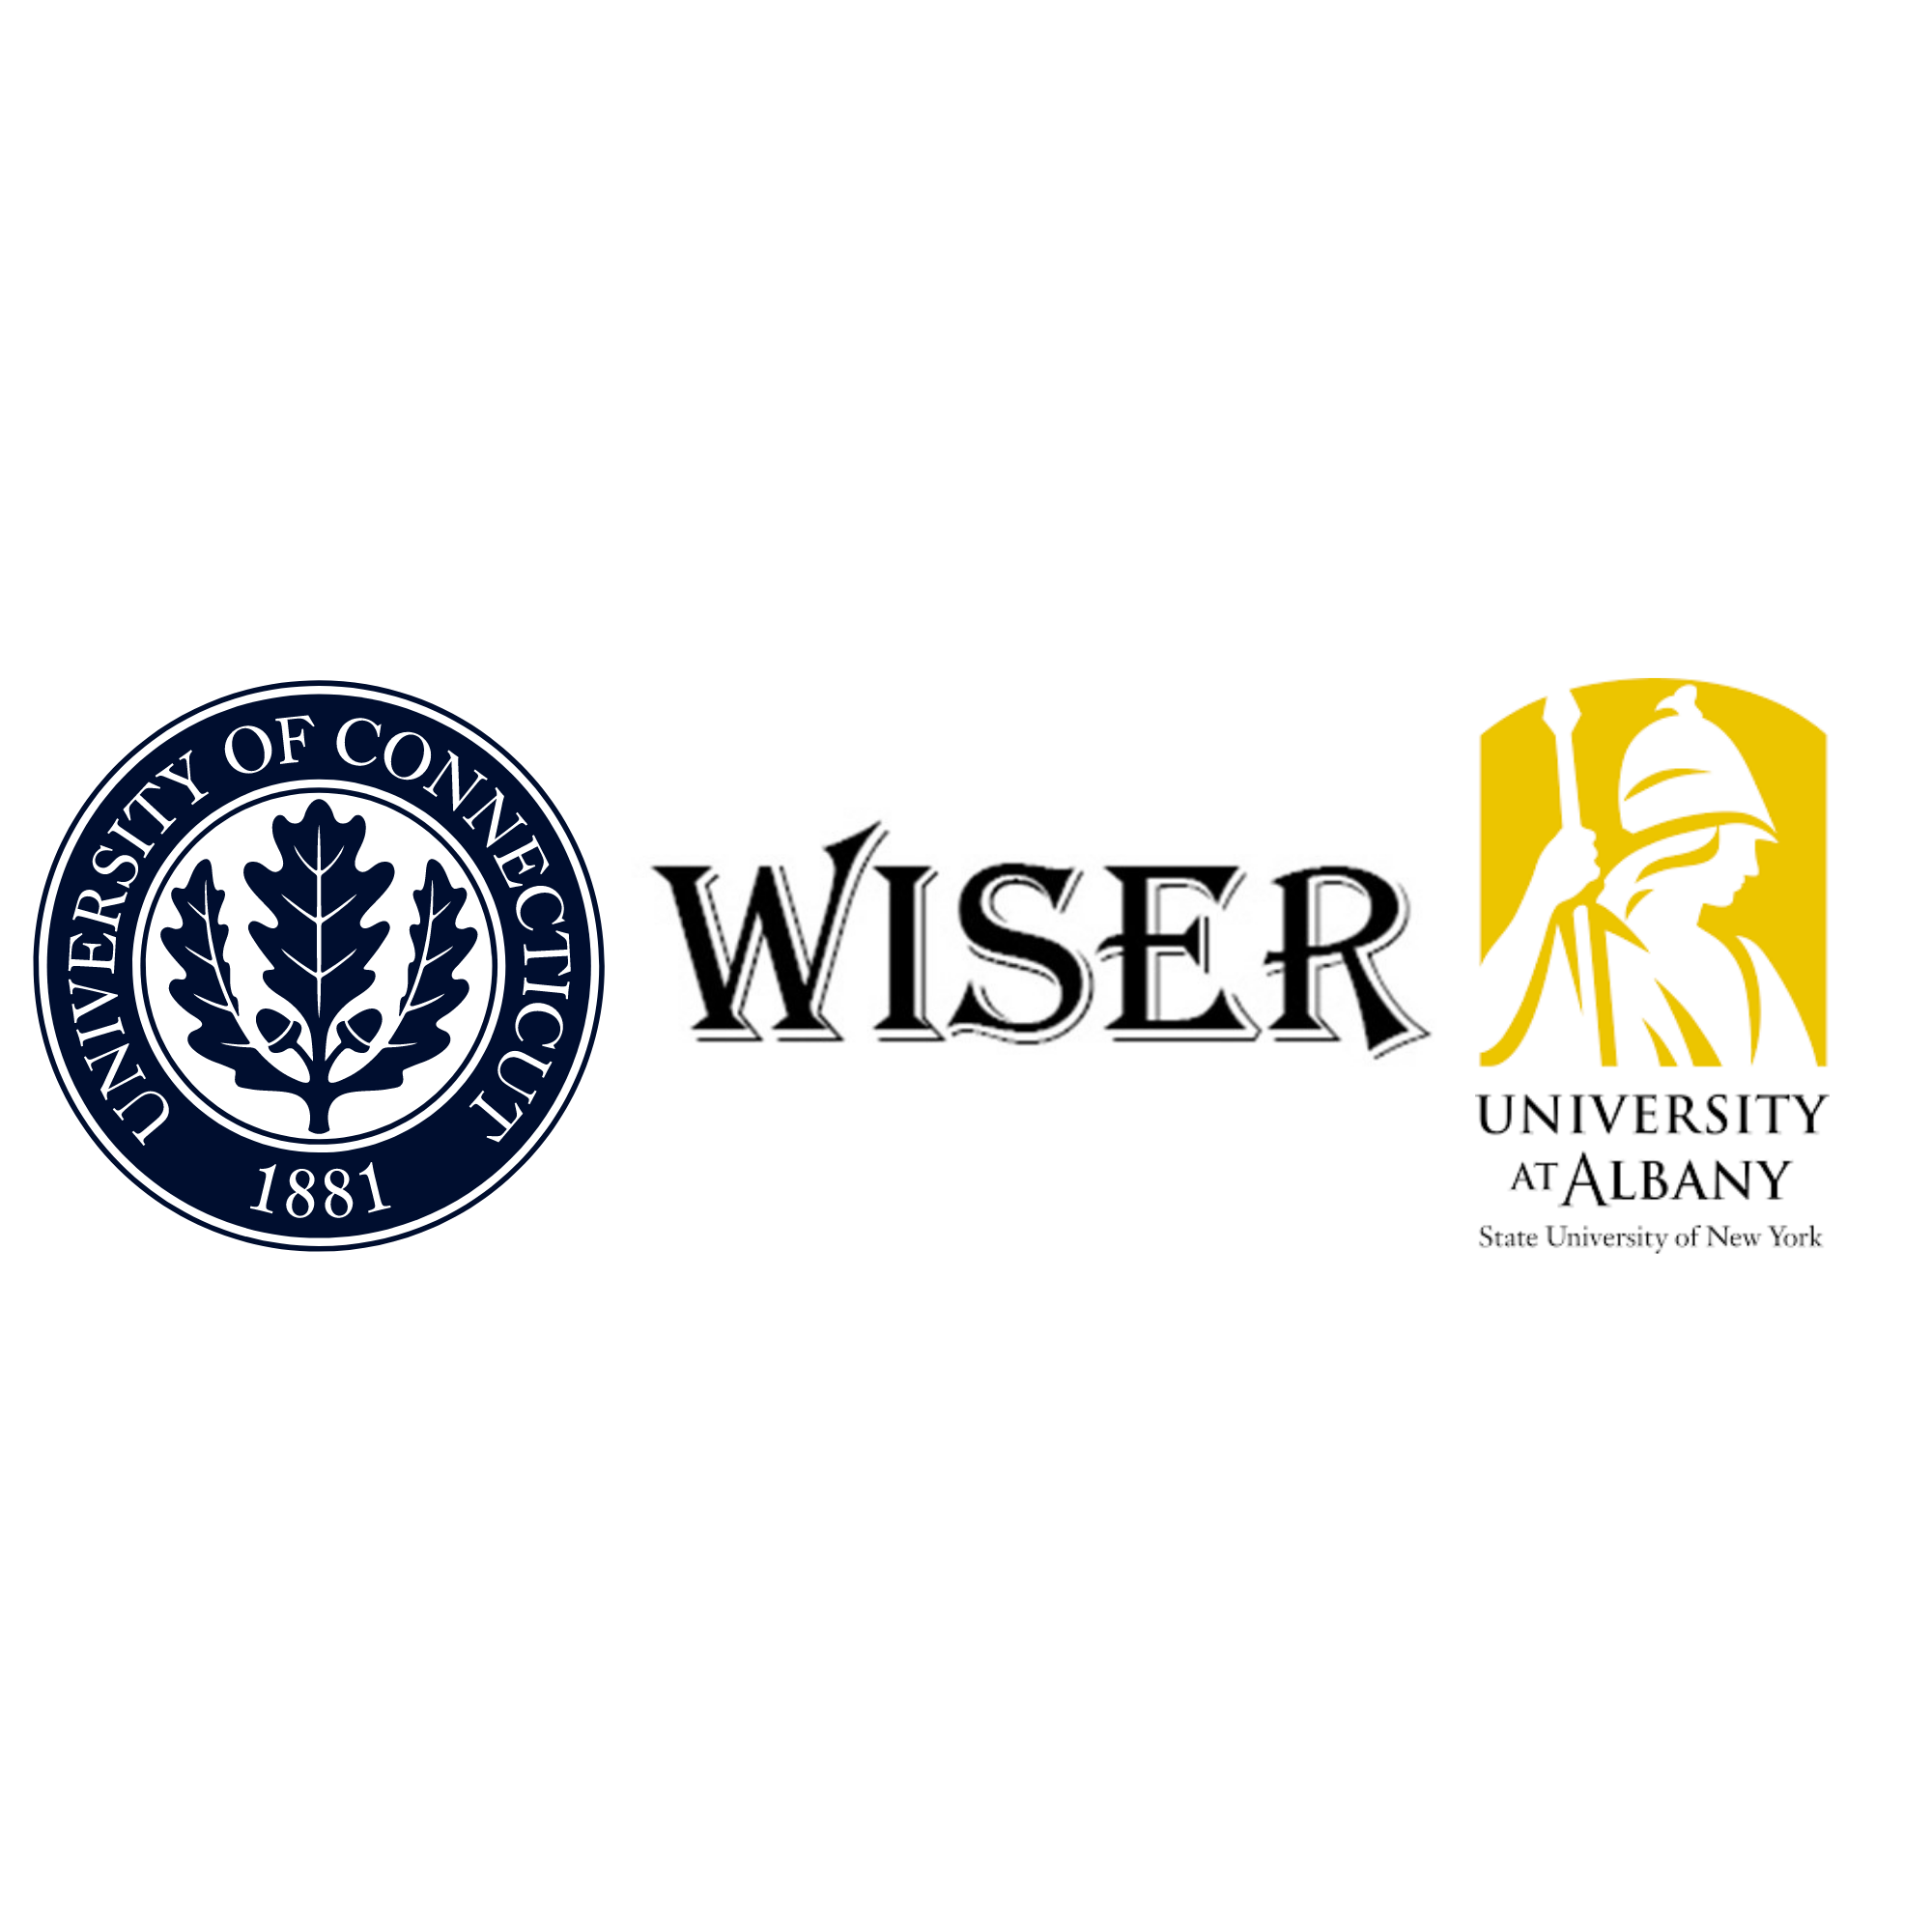 UNIVERSITY OF CONNECTICUT
1881
WISER
UNIVERSITY
AT ALBANY
State University of New York